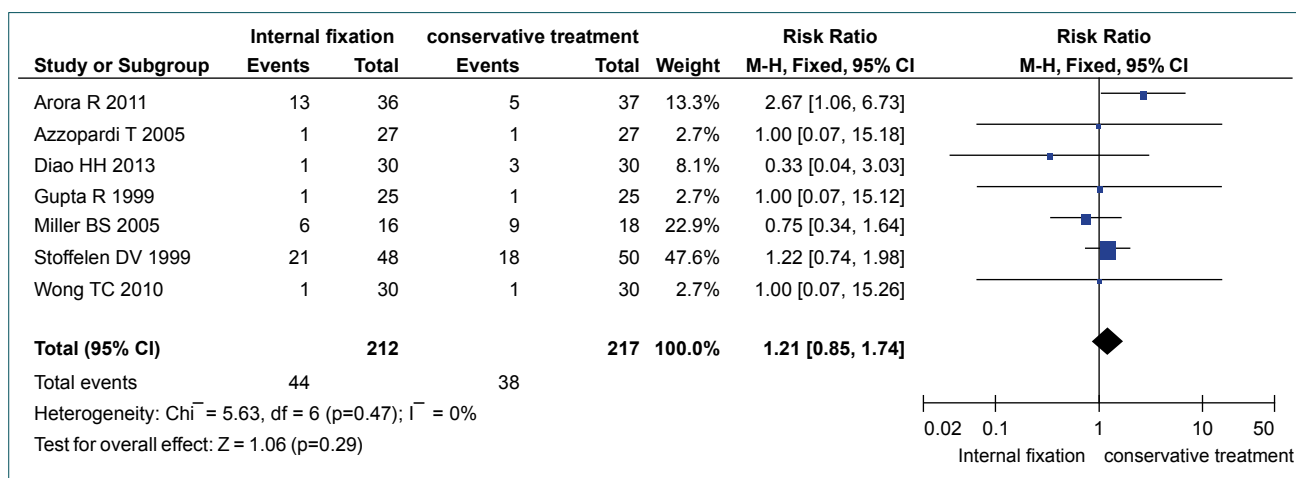 Internal fixation conservative treatment Risk Ratio Risk Ratio
Study or Subgroup Events Total Events Total Weight M-H, Fixed, 95% CI M-H, Fixed, 95% CI
Arora R 2011 13 36 5 37 13.3% 2.67 [1.06, 6.73]
Azzopardi T 2005 1 27 1 27 2.7% 1.00 [0.07, 15.18]
Diao HH 2013 1 30 3 30 8.1% 0.33 [0.04, 3.03]
Gupta R 1999 1 25 1 25 2.7% 1.00 [0.07, 15.12]
Miller BS 2005 6 16 9 18 22.9% 0.75 [0.34, 1.64]
Stoffelen DV 1999 21 48 18 50 47.6% 1.22 [0.74, 1.98]
Wong TC 2010 1 30 1 30 2.7% 1.00 [0.07, 15.26]
Total (95% CI) 212 217 100.0% 1.21 [0.85, 1.74]
Total events 44 38
Heterogeneity: Chi¯ = 5.63, df = 6 (p=0.47); I¯ = 0%
Test for overall effect: Z = 1.06 (p=0.29)
0.02 0.1 1 10 50
Internal fixation conservative treatment